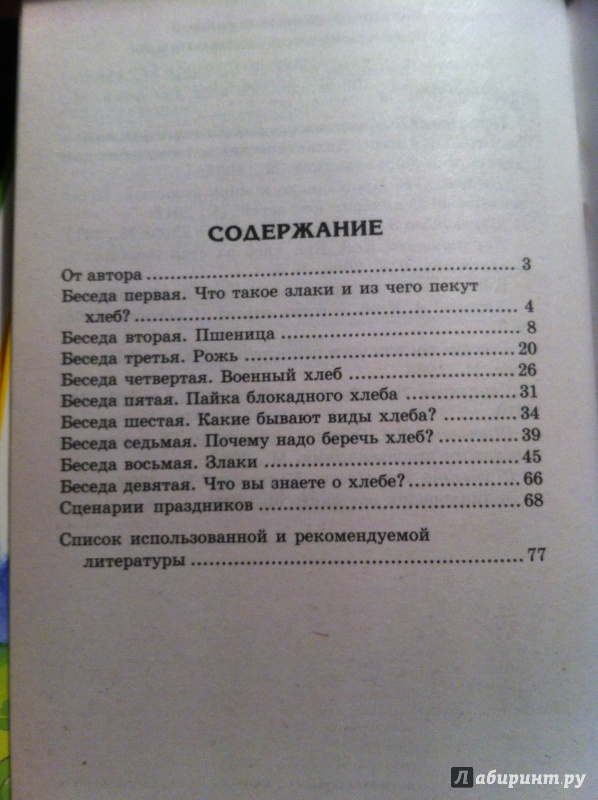 СОДЕРЖАНИЕ
От автора ........................................................ 3
Беседа первая. Что такое злаки и из чего пекут
хлеб? ........................................................ 4
Беседа вторая. Пшеница ........................................ 8
Беседа третья. Рожь ........................................ 20
Беседа четвертая. Военный хлеб ........................ 26
Беседа пятая. Пайка блокадного хлеба ................ 31
Беседа шестая. Какие бывают виды хлеба? ............ 34
Беседа седьмая. Почему надо беречь хлеб? ............ 39
Беседа восьмая. Злаки ........................................ 45
Беседа девятая. Что вы знаете о хлебе? ................ 66
Сценарии праздников ........................................ 68
Список использованной и рекомендуемой
литературы ................................................ 77
Лабиринт.ру